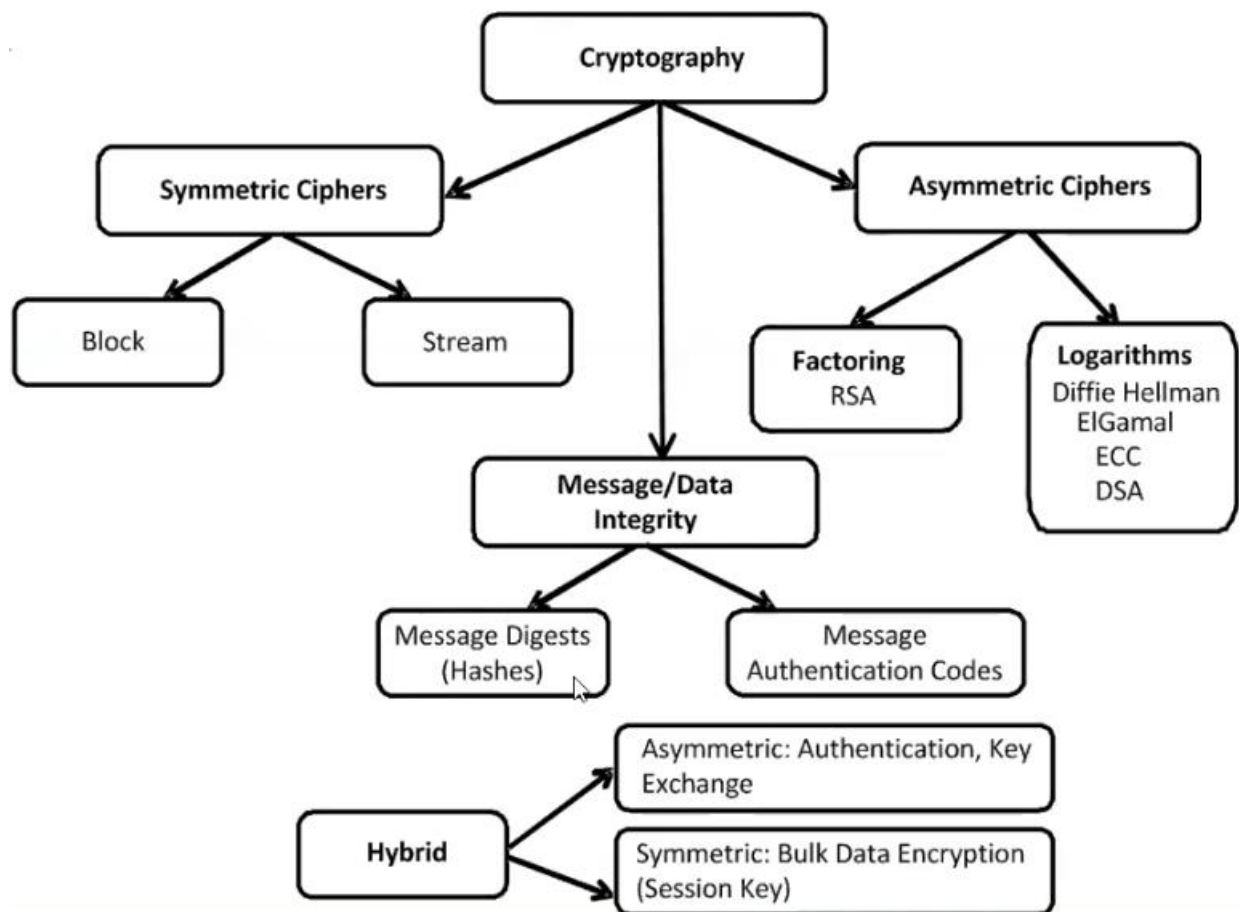 Cryptography
Symmetric Ciphers
Asymmetric Ciphers
Block
Stream
Factoring
RSA
Logarithms
Diffie Hellman
ElGamal
ECC
DSA
Message/Data
Integrity
Message Digests
(Hashes)
Message
Authentication Codes
Hybrid
Asymmetric: Authentication, Key
Exchange
Symmetric: Bulk Data Encryption
(Session Key)